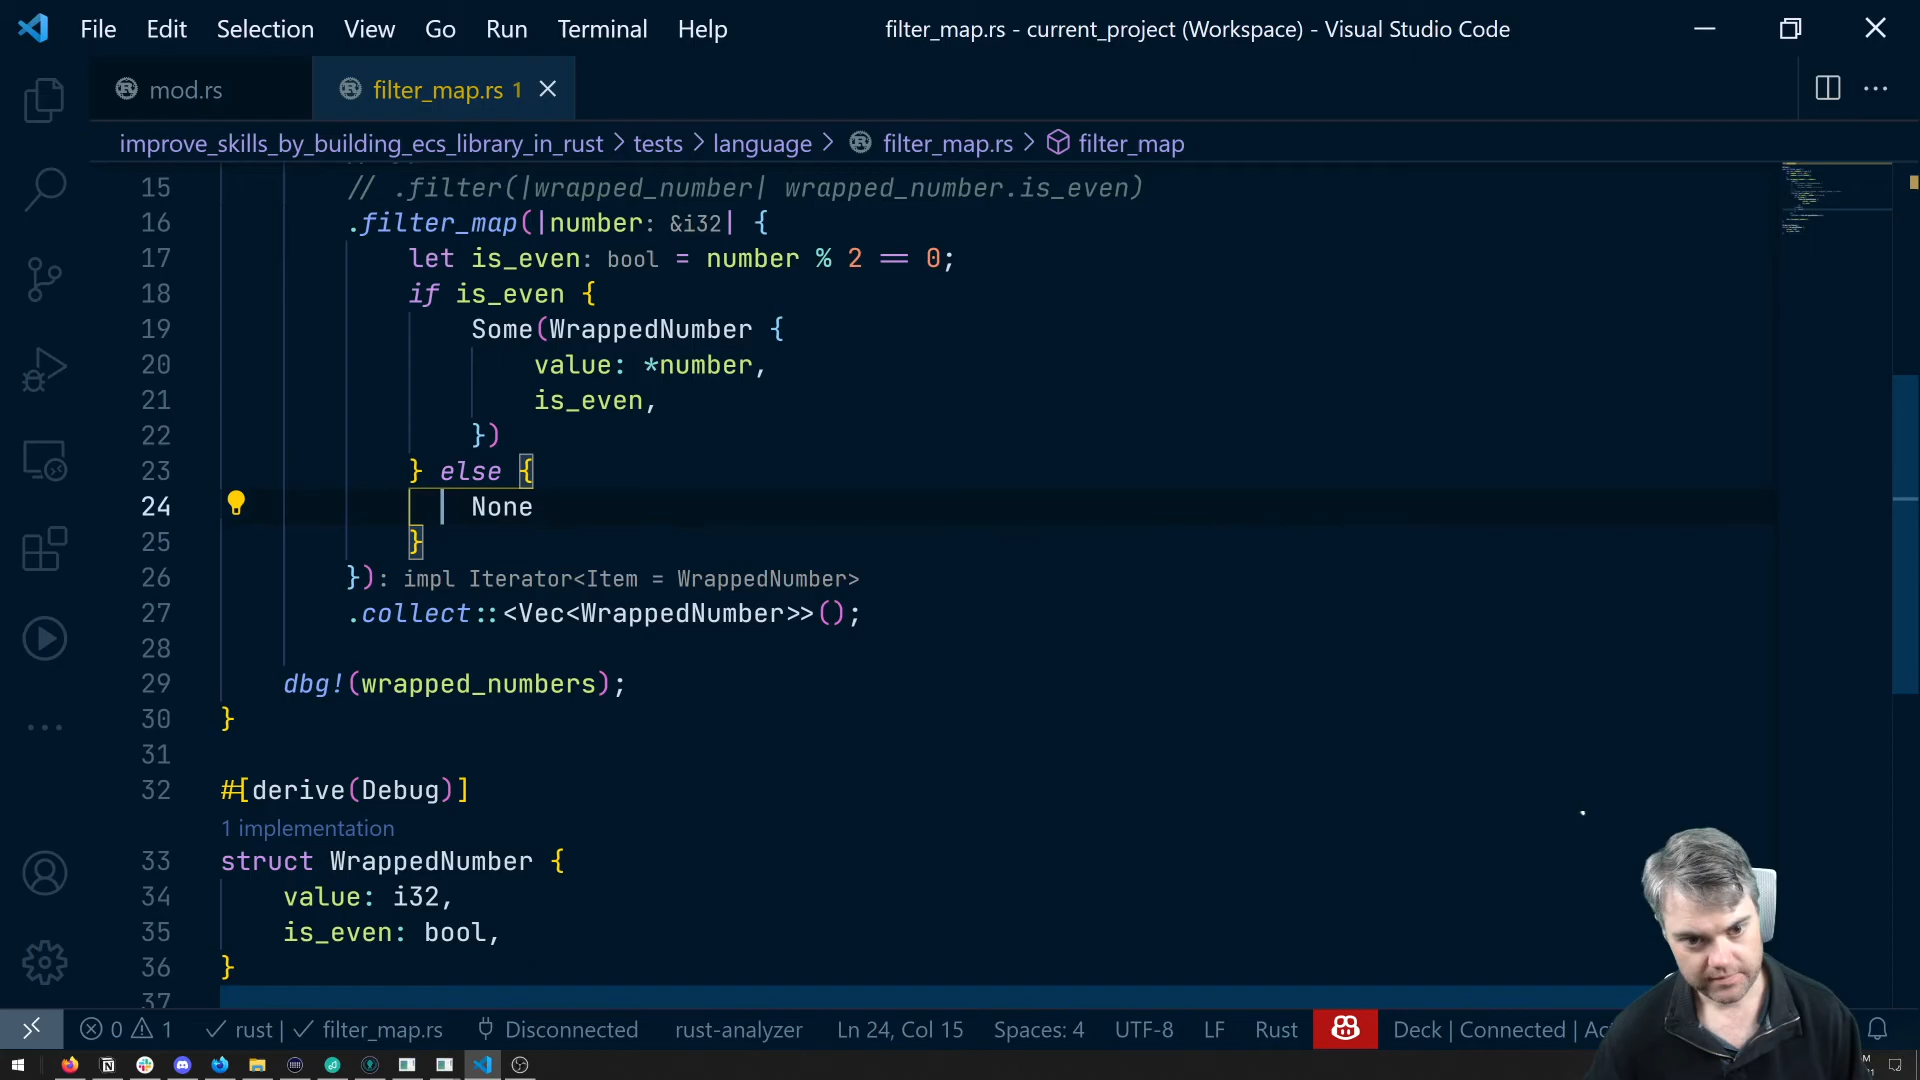 File Edit Selection View Go Run Terminal Help
filter_map.rs - current_project (Workspace) - Visual Studio Code
mod.rs
filter_map.rs 1
improve_skills_by_building_ecs_library_in_rust > tests > language > filter_map.rs > filter_map
15 // .filter(|wrapped_number| wrapped_number.is_even)
16 .filter_map(|number: &i32| {
17 let is_even: bool = number % 2 == 0;
18 if is_even {
19 Some(WrappedNumber {
20 value: *number,
21 is_even,
22 })
23 } else {
24 None
25 }
26 }): impl Iterator<Item = WrappedNumber>
27 .collect::<Vec<WrappedNumber>>();
28
29 dbg!(wrapped_numbers);
30 }
31
32 #[derive(Debug)]
1 implementation
33 struct WrappedNumber {
34 value: i32,
35 is_even: bool,
36 }
37
0 1 rust | filter_map.rs Disconnected rust-analyzer Ln 24, Col 15 Spaces: 4 UTF-8 LF Rust Deck | Connected |